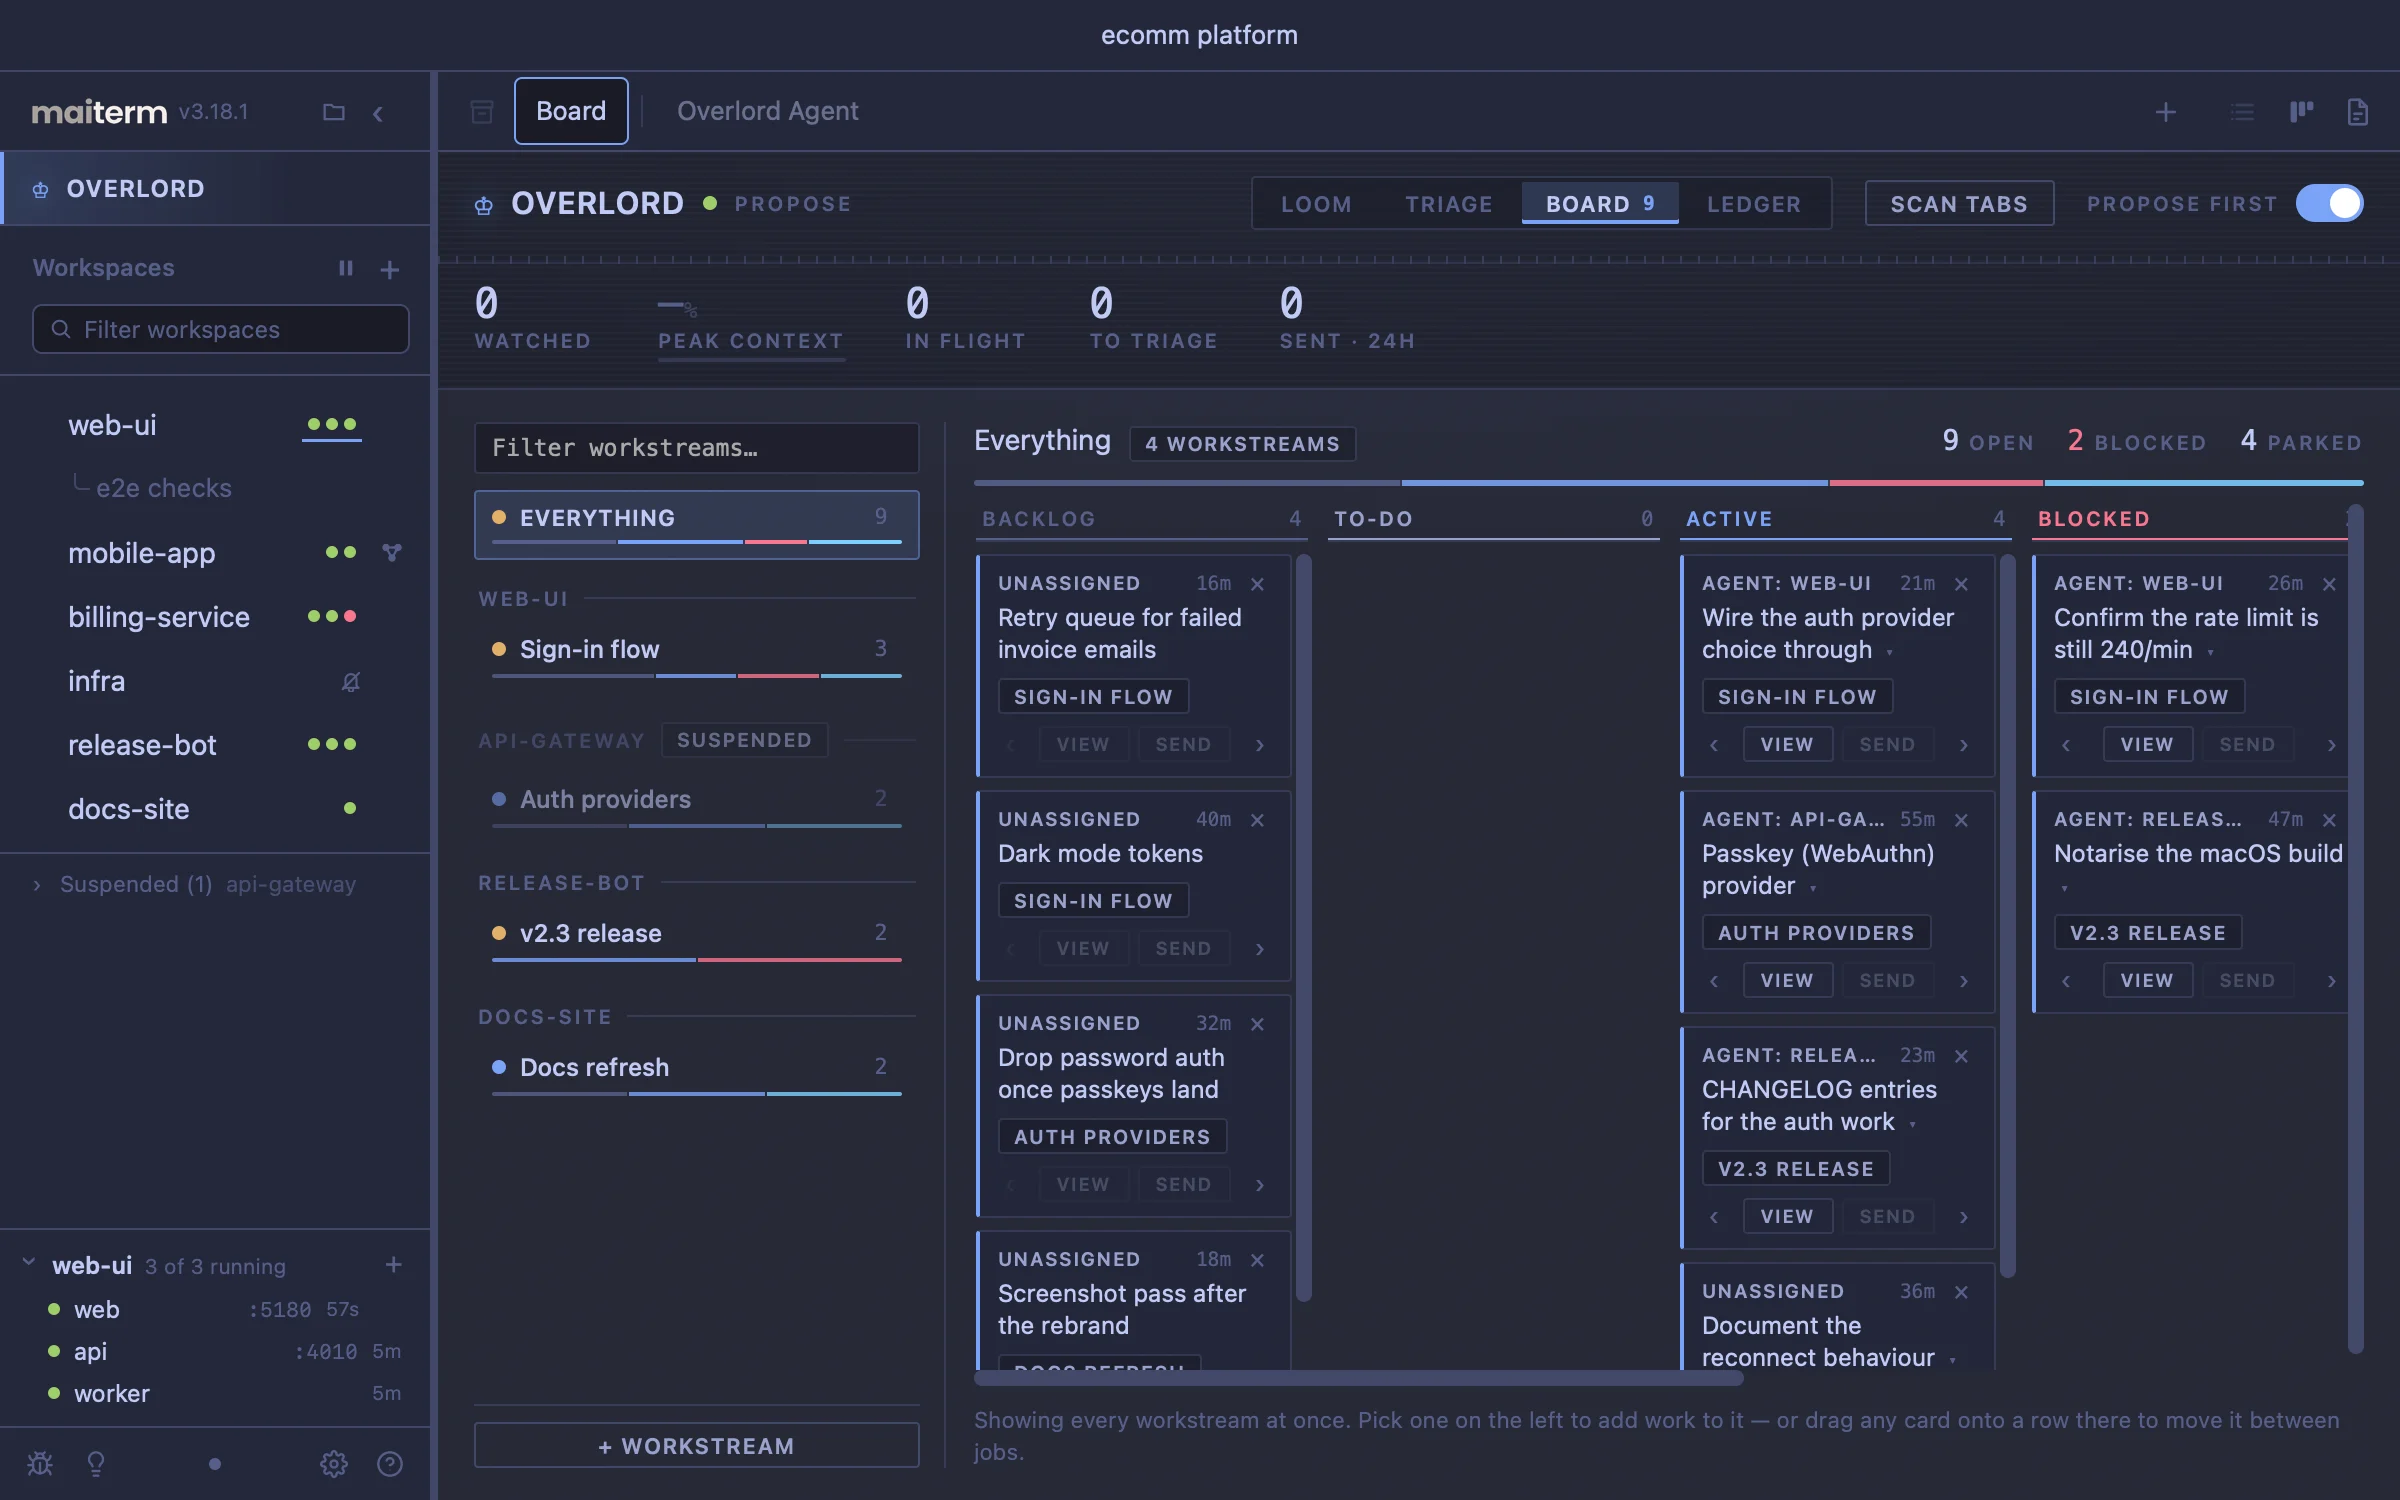 ecomm platform
maiterm v3.18.1
OVERLORD
Workspaces
Filter workspaces
web-ui
e2e checks
mobile-app
billing-service
infra
release-bot
docs-site
Suspended (1) api-gateway
web-ui 3 of 3 running
web :5180 57s
api :4010 5m
worker 5m
Board
Overlord Agent
OVERLORD PROPOSE
LOOM
TRIAGE
BOARD 9
LEDGER
SCAN TABS
PROPOSE FIRST
0 WATCHED
—% PEAK CONTEXT
0 IN FLIGHT
0 TO TRIAGE
0 SENT · 24H
Filter workstreams…
EVERYTHING 9
WEB-UI
Sign-in flow 3
API-GATEWAY SUSPENDED
Auth providers 2
RELEASE-BOT
v2.3 release 2
DOCS-SITE
Docs refresh 2
+ WORKSTREAM
Everything 4 WORKSTREAMS
9 OPEN 2 BLOCKED 4 PARKED
BACKLOG 4
UNASSIGNED 16m
Retry queue for failed
invoice emails
SIGN-IN FLOW
VIEW SEND
UNASSIGNED 40m
Dark mode tokens
SIGN-IN FLOW
VIEW SEND
UNASSIGNED 32m
Drop password auth
once passkeys land
AUTH PROVIDERS
VIEW SEND
UNASSIGNED 18m
Screenshot pass after
the rebrand
DOCS REFRESH
TO-DO 0
ACTIVE 4
AGENT: WEB-UI 21m
Wire the auth provider
choice through
SIGN-IN FLOW
VIEW SEND
AGENT: API-GA… 55m
Passkey (WebAuthn)
provider
AUTH PROVIDERS
VIEW SEND
AGENT: RELEA… 23m
CHANGELOG entries
for the auth work
V2.3 RELEASE
VIEW SEND
UNASSIGNED 36m
Document the
reconnect behaviour
BLOCKED
AGENT: WEB-UI 26m
Confirm the rate limit is
still 240/min
SIGN-IN FLOW
VIEW SEND
AGENT: RELEAS… 47m
Notarise the macOS build
V2.3 RELEASE
VIEW SEND
Showing every workstream at once. Pick one on the left to add work to it — or drag any card onto a row there to move it between
jobs.